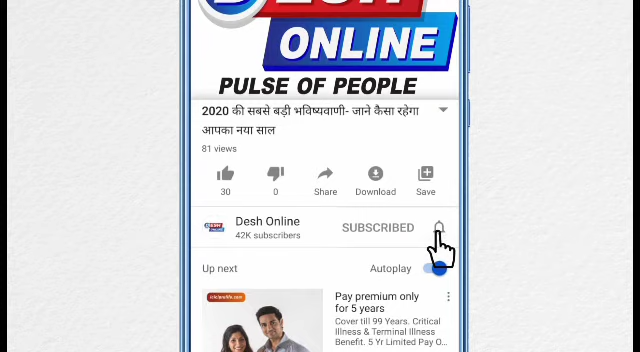 DESH
ONLINE
PULSE OF PEOPLE
2020 की सबसे बड़ी भविष्यवाणी- जाने कैसा रहेगा
आपका नया साल
81 views
30
0
Share
Download
Save
Desh Online
SUBSCRIBED
42K subscribers
Up next
Autoplay
Pay premium only
for 5 years
Cover till 99 Years. Critical
Illness & Terminal Illness
Benefit. 5 Yr Limited Pay O...